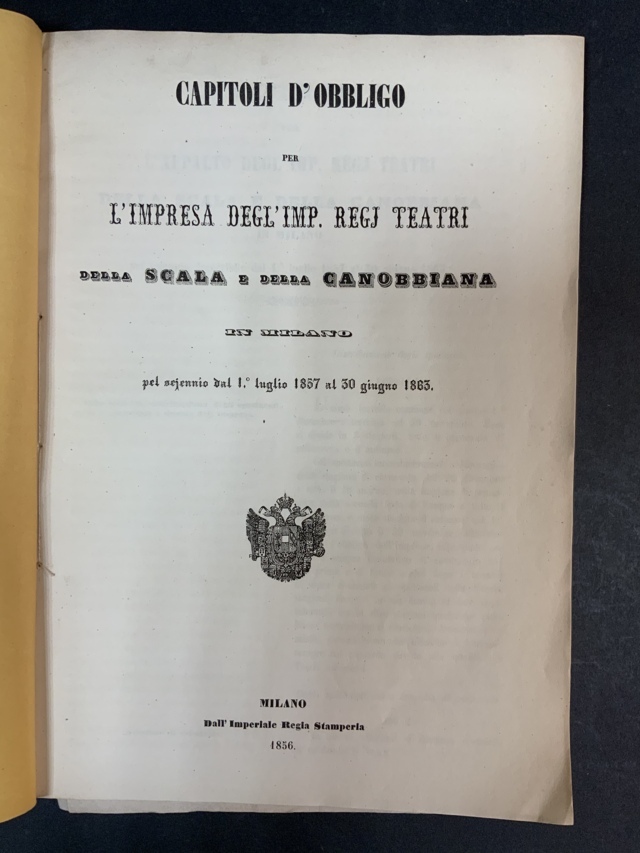 CAPITOLI D'OBBLIGO
PER
L'IMPRESA DEGL'IMP. REGJ TEATRI
DELLA SCALA E DELLA CANOBBIANA
IN MILANO
pel sejennio dal 1.° luglio 1857 al 30 giugno 1863.
MILANO
Dall' Imperiale Regia Stamperia
1856.